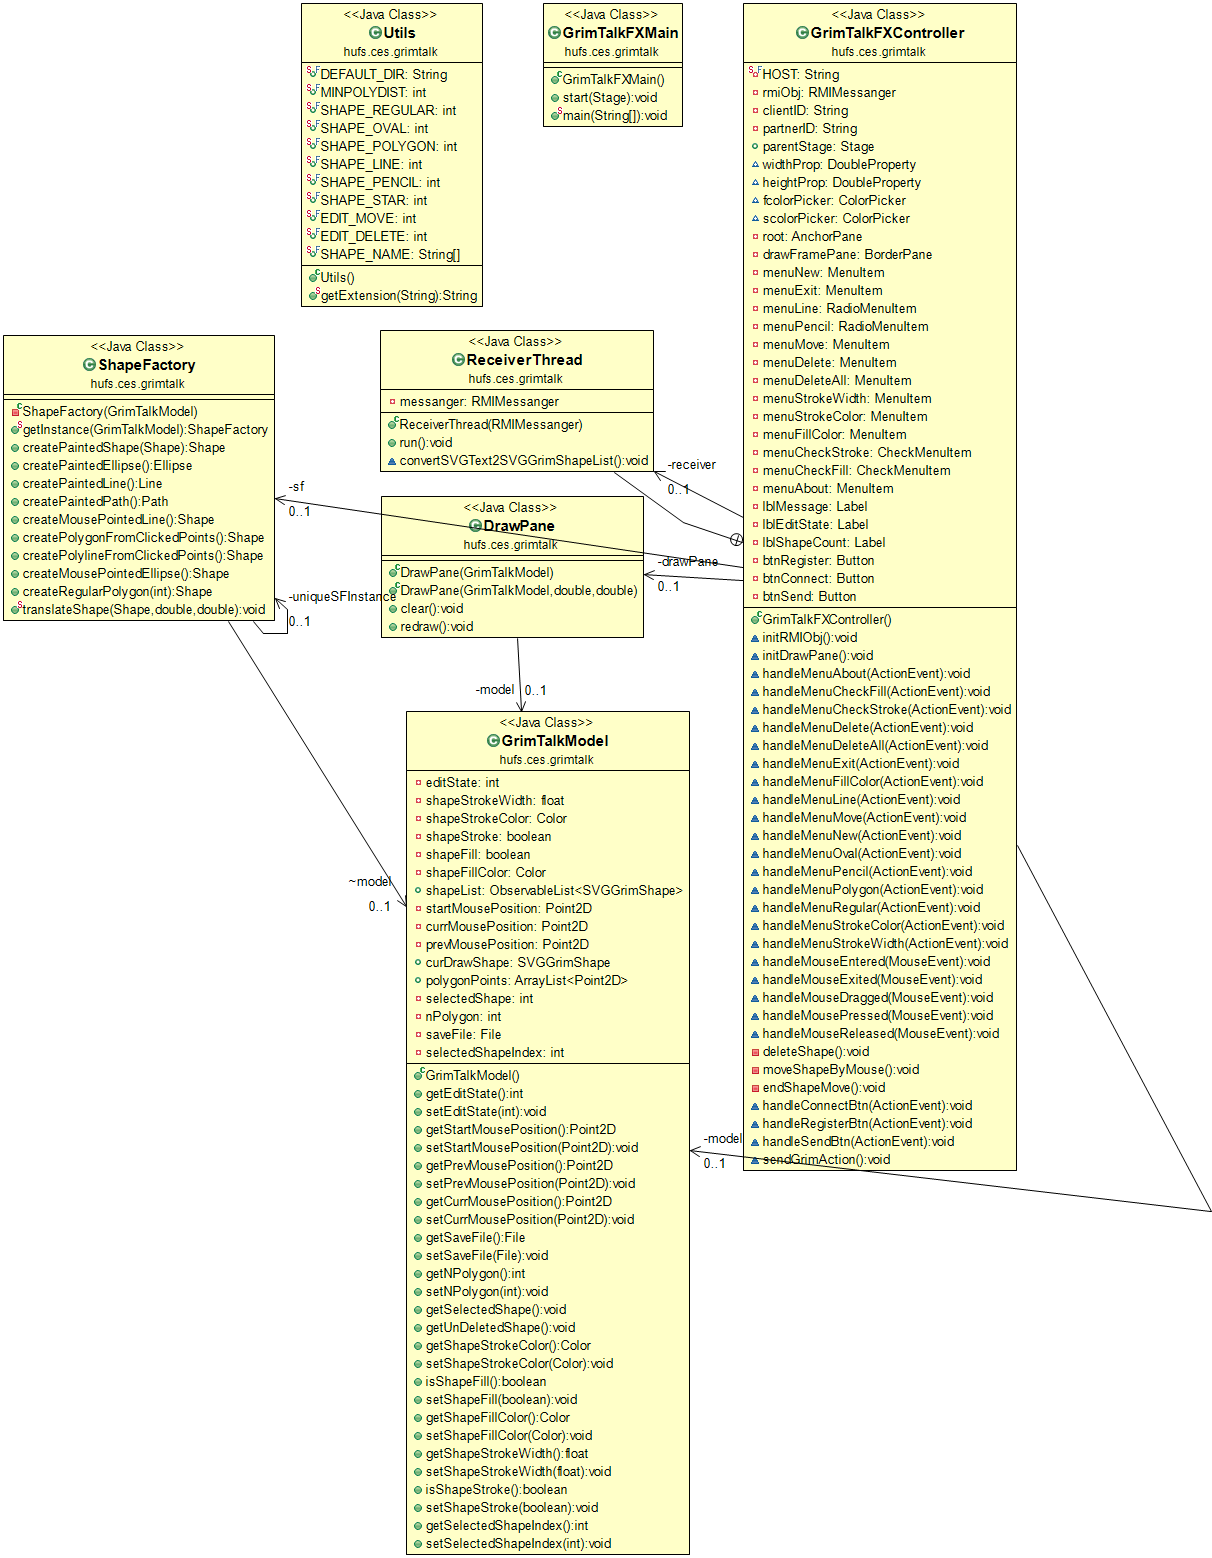 <<Java Class>>
Utils
hufs.ces.grimtalk
DEFAULT_DIR: String
MINPOLYDIST: int
SHAPE_REGULAR: int
SHAPE_OVAL: int
SHAPE_POLYGON: int
SHAPE_LINE: int
SHAPE_PENCIL: int
SHAPE_STAR: int
EDIT_MOVE: int
EDIT_DELETE: int
SHAPE_NAME: String[]
Utils()
getExtension(String):String
<<Java Class>>
GrimTalkFXMain
hufs.ces.grimtalk
GrimTalkFXMain()
start(Stage):void
main(String[]):void
<<Java Class>>
GrimTalkFXController
hufs.ces.grimtalk
HOST: String
rmiObj: RMIMessanger
clientID: String
partnerID: String
parentStage: Stage
widthProp: DoubleProperty
heightProp: DoubleProperty
fcolorPicker: ColorPicker
scolorPicker: ColorPicker
root: AnchorPane
drawFramePane: BorderPane
menuNew: MenuItem
menuExit: MenuItem
menuLine: RadioMenuItem
menuPencil: RadioMenuItem
menuMove: MenuItem
menuDelete: MenuItem
menuDeleteAll: MenuItem
menuStrokeWidth: MenuItem
menuStrokeColor: MenuItem
menuFillColor: MenuItem
menuCheckStroke: CheckMenuItem
menuCheckFill: CheckMenuItem
menuAbout: MenuItem
lblMessage: Label
lblEditState: Label
lblShapeCount: Label
btnRegister: Button
btnConnect: Button
btnSend: Button
GrimTalkFXController()
initRMIObj():void
initDrawPane():void
handleMenuAbout(ActionEvent):void
handleMenuCheckFill(ActionEvent):void
handleMenuCheckStroke(ActionEvent):void
handleMenuDelete(ActionEvent):void
handleMenuDeleteAll(ActionEvent):void
handleMenuExit(ActionEvent):void
handleMenuFillColor(ActionEvent):void
handleMenuLine(ActionEvent):void
handleMenuMove(ActionEvent):void
handleMenuNew(ActionEvent):void
handleMenuOval(ActionEvent):void
handleMenuPencil(ActionEvent):void
handleMenuPolygon(ActionEvent):void
handleMenuRegular(ActionEvent):void
handleMenuStrokeColor(ActionEvent):void
handleMenuStrokeWidth(ActionEvent):void
handleMouseEntered(MouseEvent):void
handleMouseExited(MouseEvent):void
handleMouseDragged(MouseEvent):void
handleMousePressed(MouseEvent):void
handleMouseReleased(MouseEvent):void
deleteShape():void
moveShapeByMouse():void
endShapeMove():void
handleConnectBtn(ActionEvent):void
handleRegisterBtn(ActionEvent):void
handleSendBtn(ActionEvent):void
sendGrimAction():void
<<Java Class>>
ShapeFactory
hufs.ces.grimtalk
ShapeFactory(GrimTalkModel)
getInstance(GrimTalkModel):ShapeFactory
createPaintedShape(Shape):Shape
createPaintedEllipse():Ellipse
createPaintedLine():Line
createPaintedPath():Path
createMousePointedLine():Shape
createPolygonFromClickedPoints():Shape
createPolylineFromClickedPoints():Shape
createMousePointedEllipse():Shape
createRegularPolygon(int):Shape
translateShape(Shape,double,double):void
<<Java Class>>
ReceiverThread
hufs.ces.grimtalk
messanger: RMIMessanger
ReceiverThread(RMIMessanger)
run():void
convertSVGText2SVGGrimShapeList():void
-receiver
0..1
-sf
0..1
<<Java Class>>
DrawPane
hufs.ces.grimtalk
DrawPane(GrimTalkModel)
DrawPane(GrimTalkModel,double,double)
clear():void
redraw():void
-drawPane
0..1
-uniqueSFInstance
0..1
-model
0..1
<<Java Class>>
GrimTalkModel
hufs.ces.grimtalk
editState: int
shapeStrokeWidth: float
shapeStrokeColor: Color
shapeStroke: boolean
shapeFill: boolean
shapeFillColor: Color
shapeList: ObservableList<SVGGrimShape>
startMousePosition: Point2D
currMousePosition: Point2D
prevMousePosition: Point2D
curDrawShape: SVGGrimShape
polygonPoints: ArrayList<Point2D>
selectedShape: int
nPolygon: int
saveFile: File
selectedShapeIndex: int
GrimTalkModel()
getEditState():int
setEditState(int):void
getStartMousePosition():Point2D
setStartMousePosition(Point2D):void
getPrevMousePosition():Point2D
setPrevMousePosition(Point2D):void
getCurrMousePosition():Point2D
setCurrMousePosition(Point2D):void
getSaveFile():File
setSaveFile(File):void
getNPolygon():int
setNPolygon(int):void
getSelectedShape():void
getUnDeletedShape():void
getShapeStrokeColor():Color
setShapeStrokeColor(Color):void
isShapeFill():boolean
setShapeFill(boolean):void
getShapeFillColor():Color
setShapeFillColor(Color):void
getShapeStrokeWidth():float
setShapeStrokeWidth(float):void
isShapeStroke():boolean
setShapeStroke(boolean):void
getSelectedShapeIndex():int
setSelectedShapeIndex(int):void
~model
0..1
-model
0..1